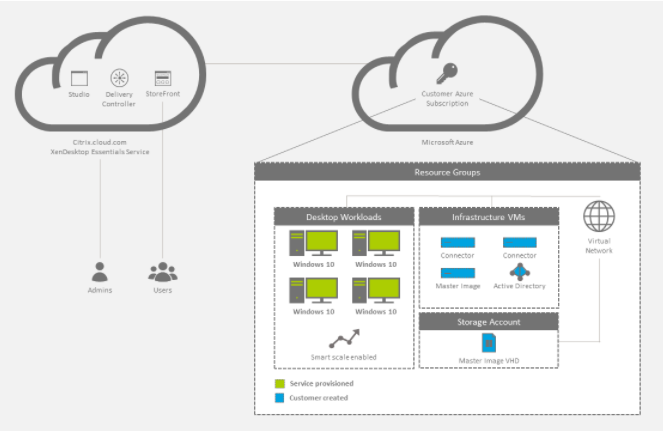 Studio
Delivery
Controller
StoreFront
Citrix.cloud.com
XenDesktop Essentials Service
Customer Azure
Subscription
Microsoft Azure
Admins
Users
Resource Groups
Desktop Workloads
Windows 10
Windows 10
Windows 10
Windows 10
Smart scale enabled
Infrastructure VMs
Connector
Connector
Master Image
Active Directory
Virtual
Network
Storage Account
Master Image VHD
Service provisioned
Customer created